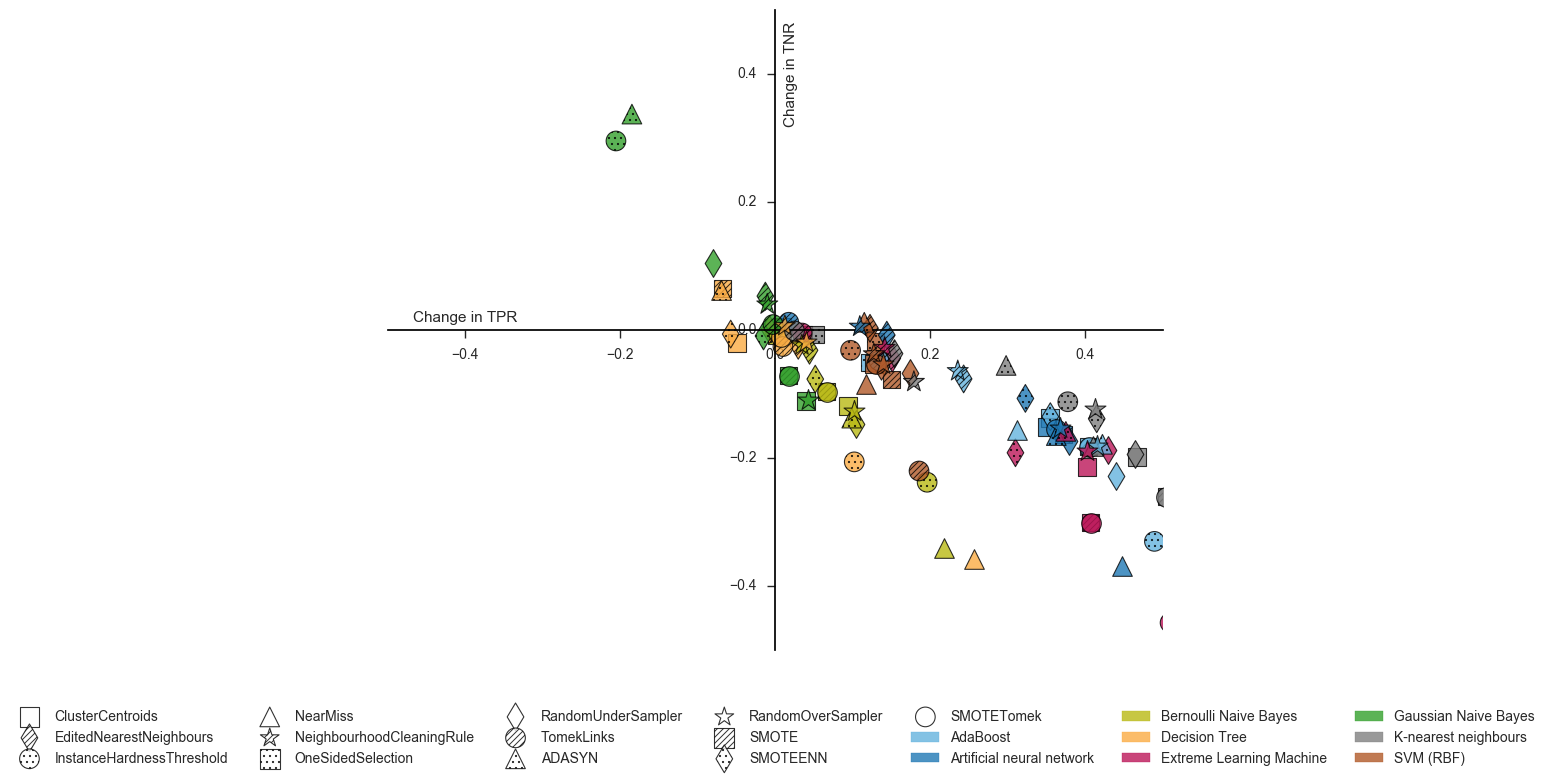 Change in TNR
0.4
0.2
Change in TPR
0.0
−0.4
−0.2
0.2
0.4
−0.2
−0.4
ClusterCentroids
NearMiss
RandomUnderSampler
RandomOverSampler
SMOTETomek
Bernoulli Naive Bayes
Gaussian Naive Bayes
EditedNearestNeighbours
NeighbourhoodCleaningRule
TomekLinks
SMOTE
AdaBoost
Decision Tree
K-nearest neighbours
InstanceHardnessThreshold
OneSidedSelection
ADASYN
SMOTEENN
Artificial neural network
Extreme Learning Machine
SVM (RBF)